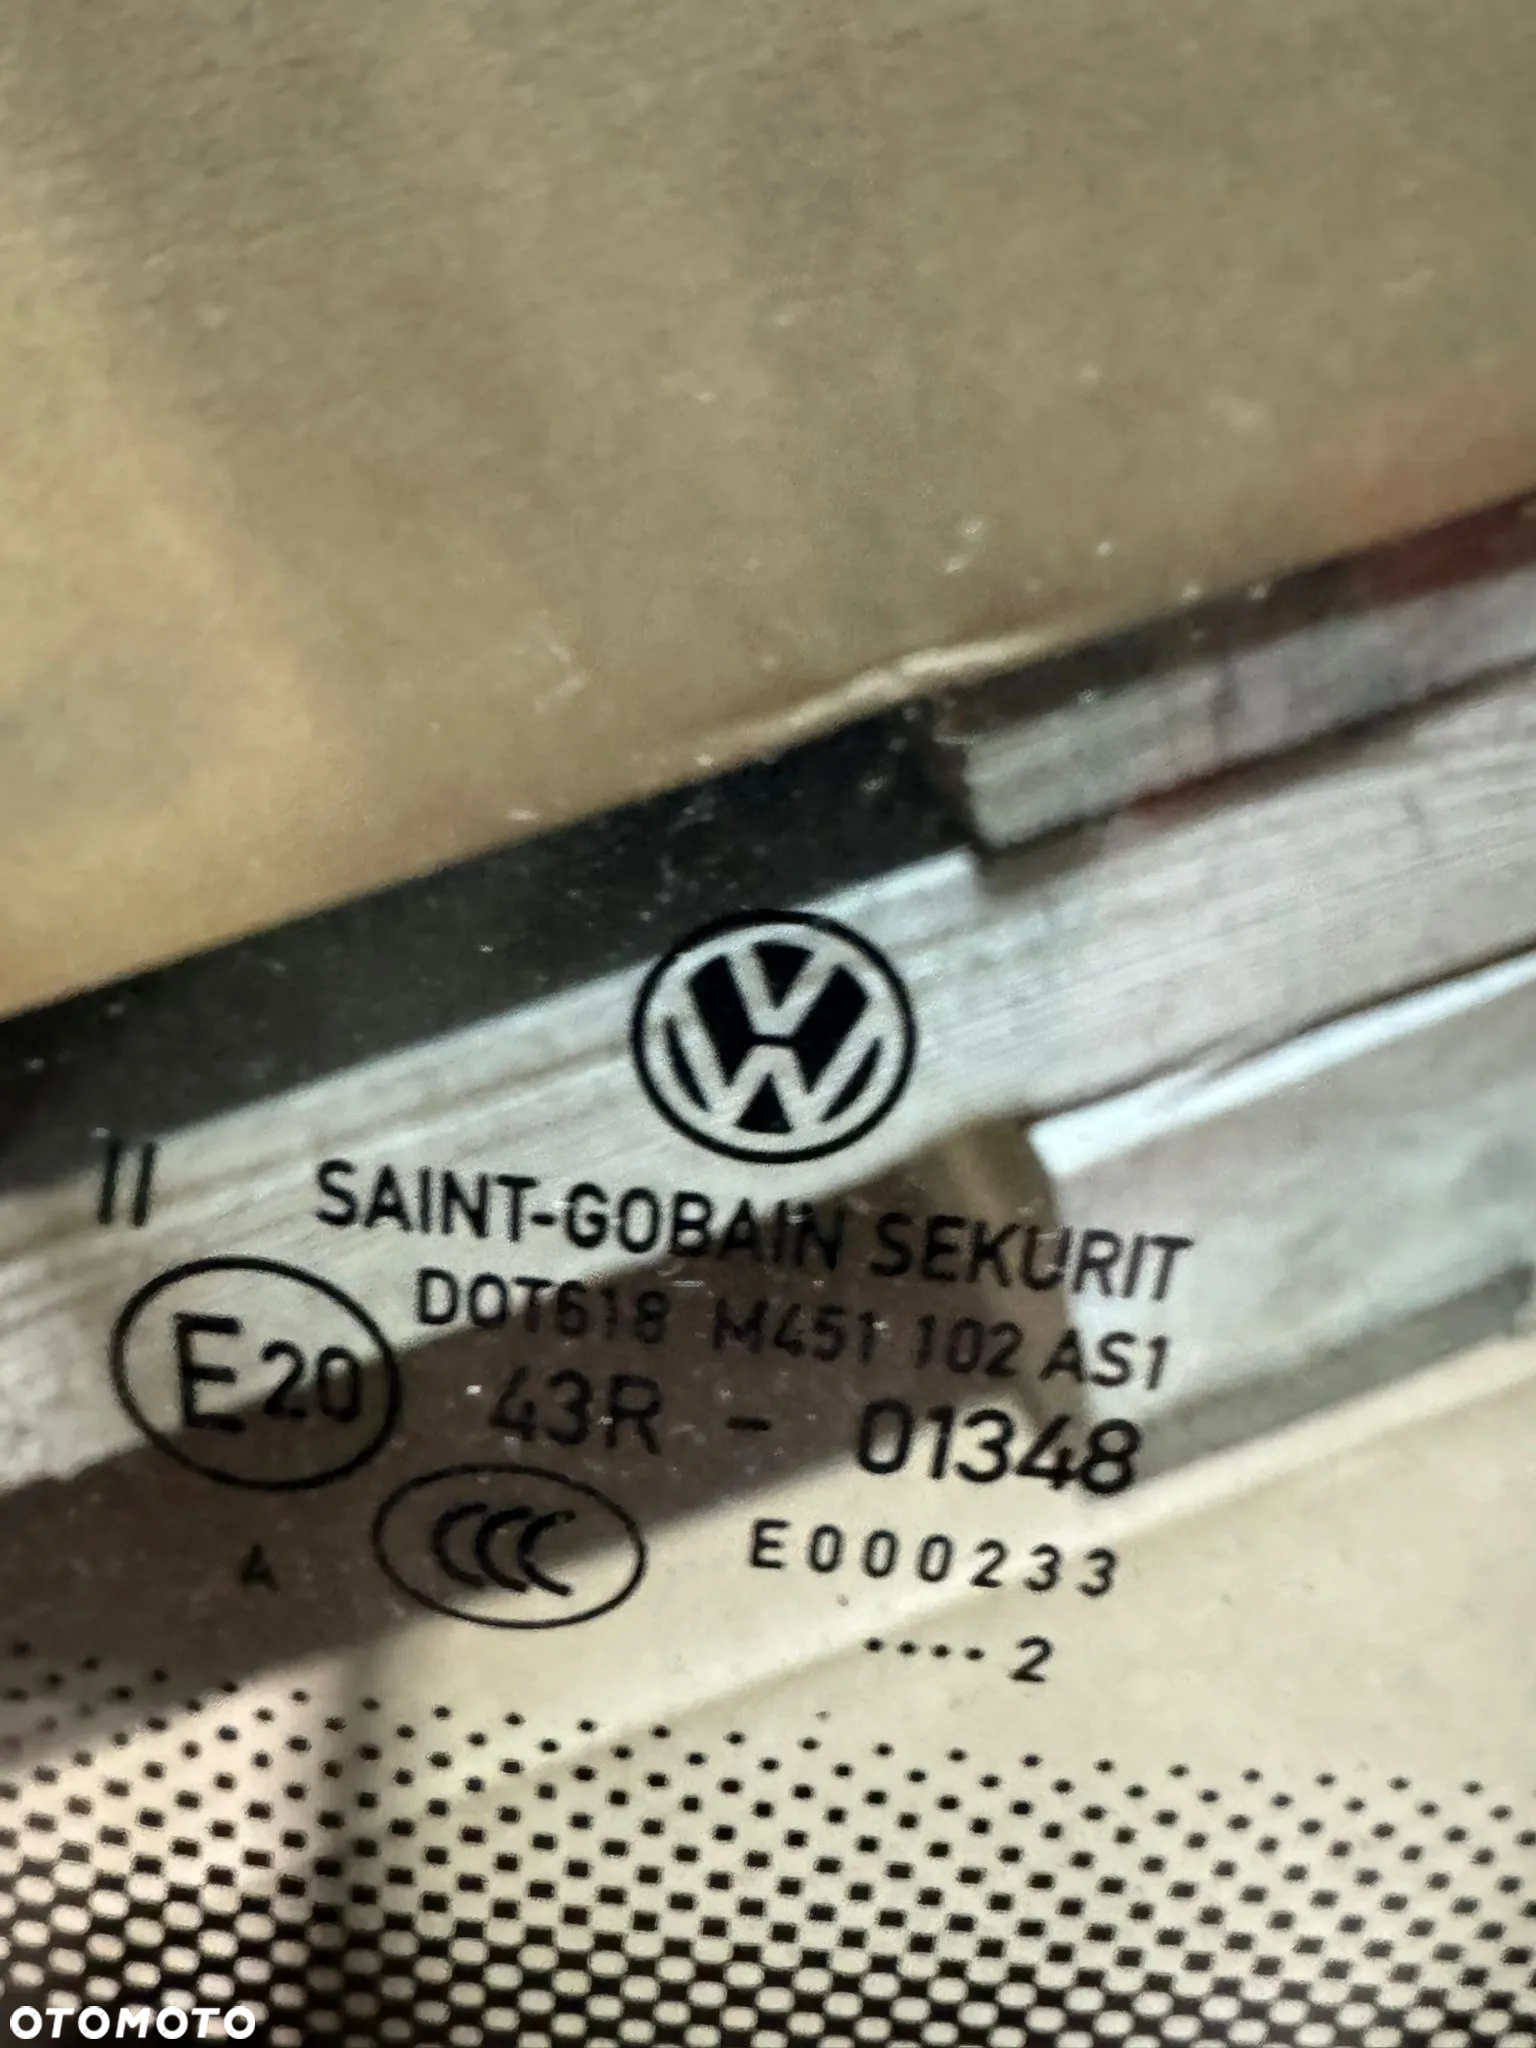 II
SAINT-GOBAIN SEKURIT
DOT618 M451 102 AS1
E20
43R - 01348
A
CCC
E000233
····2
OTOMOTO